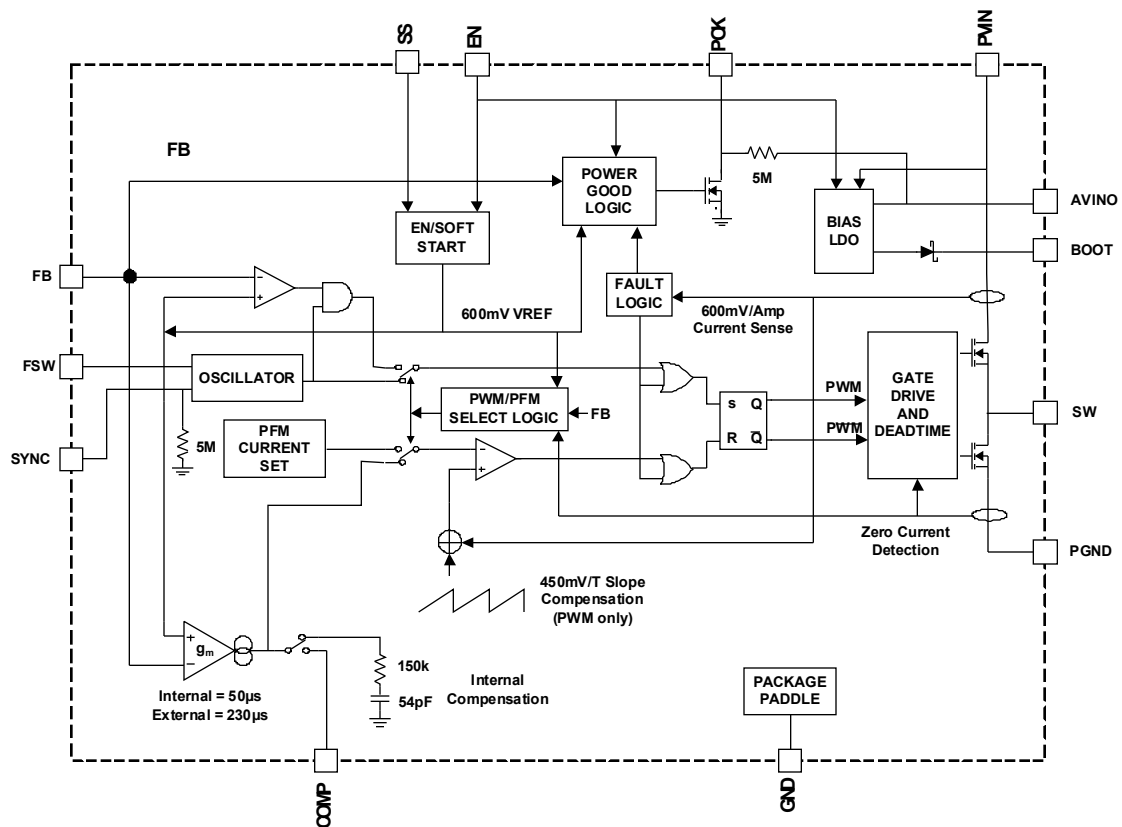 SS
EN
PCK
PVIN
FB
POWER
GOOD
LOGIC
5M
AVINO
BIAS
LDO
BOOT
EN/SOFT
START
FB
FAULT
LOGIC
600mV VREF
600mV/Amp
Current Sense
FSW
OSCILLATOR
GATE
DRIVE
AND
DEADTIME
PWM
S Q
R Q
PWM
SW
PWM/PFM
SELECT LOGIC
FB
5M
PFM
CURRENT
SET
SYNC
Zero Current
Detection
PGND
450mV/T Slope
Compensation
(PWM only)
gm
150k
54pF
Internal
Compensation
Internal = 50µs
External = 230µs
PACKAGE
PADDLE
COMP
GND